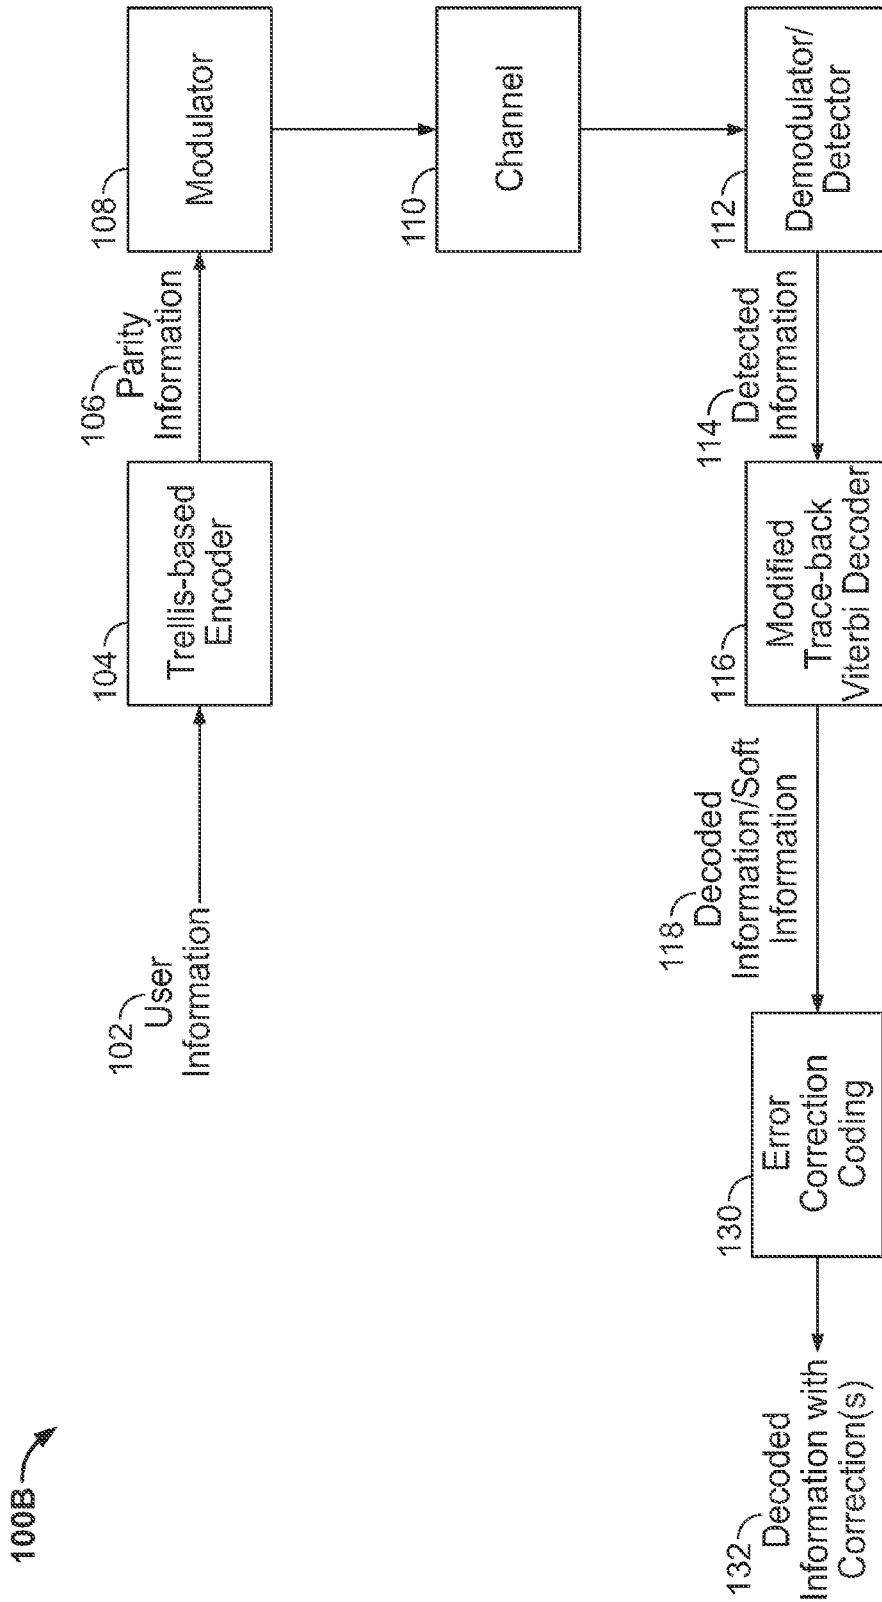 100B
102
User
Information
104
Trellis-based
Encoder
106
Parity
Information
108
Modulator
110
Channel
112
Demodulator/
Detector
114
Detected
Information
116
Modified
Trace-back
Viterbi Decoder
118
Decoded
Information/Soft
Information
130
Error
Correction
Coding
132
Decoded
Information with
Correction(s)